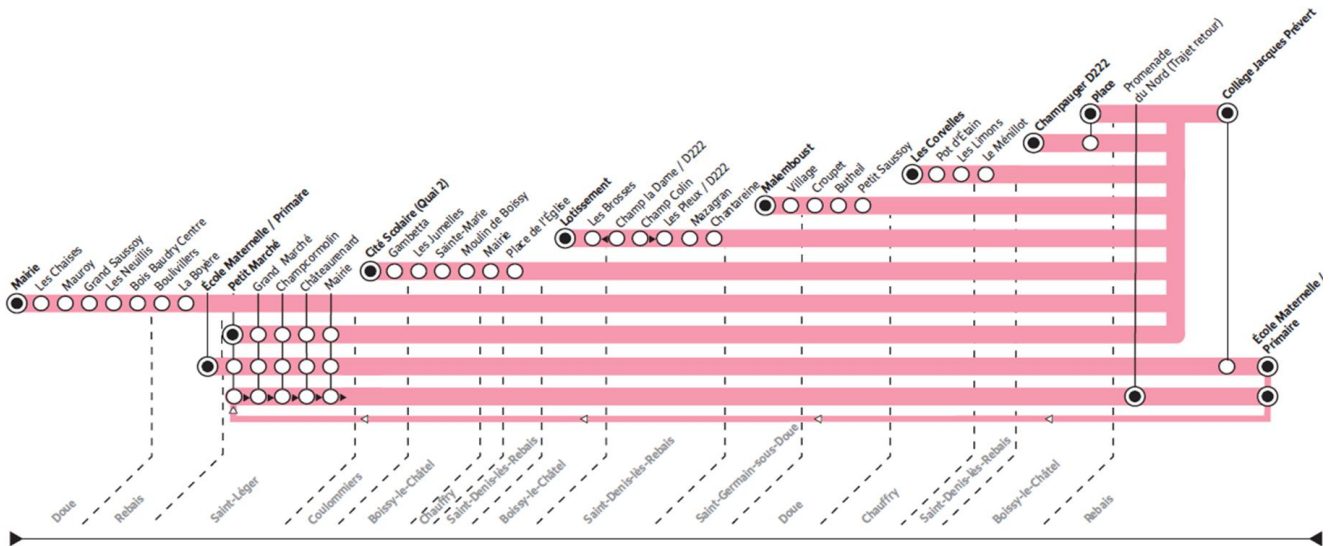 Mairie
Les Chaises
Mauroy
Grand Saussoy
Les Neuillis
Bois Baudry Centre
Boulivillers
La Boyère
École Maternelle / Primaire
Petit Marché
Grand Marché
Champcormolin
Châteaurenard
Mairie
Cité Scolaire (Quai 2)
Gambetta
Les Jumelles
Sainte-Marie
Moulin de Boissy
Mairie
Place de l'Église
Lotissement
Les Brosses
Champ la Dame / D222
Champ Colin
Les Pleux / D222
Mazagran
Chantareine
Malemboust
Village
Croupet
Butheil
Petit Saussoy
Les Corvelles
Pot d'Étain
Les Limons
Le Ménillot
Champauger D222
Place
Promenade
du Nord (Trajet retour)
Collège Jacques Prévert
École Maternelle /
Primaire
Doue
Rebais
Saint-Léger
Coulommiers
Boissy-le-Châtel
Chauffry
Saint-Denis-lès-Rebais
Boissy-le-Châtel
Saint-Denis-lès-Rebais
Saint-Germain-sous-Doue
Doue
Chauffry
Saint-Denis-lès-Rebais
Boissy-le-Châtel
Rebais